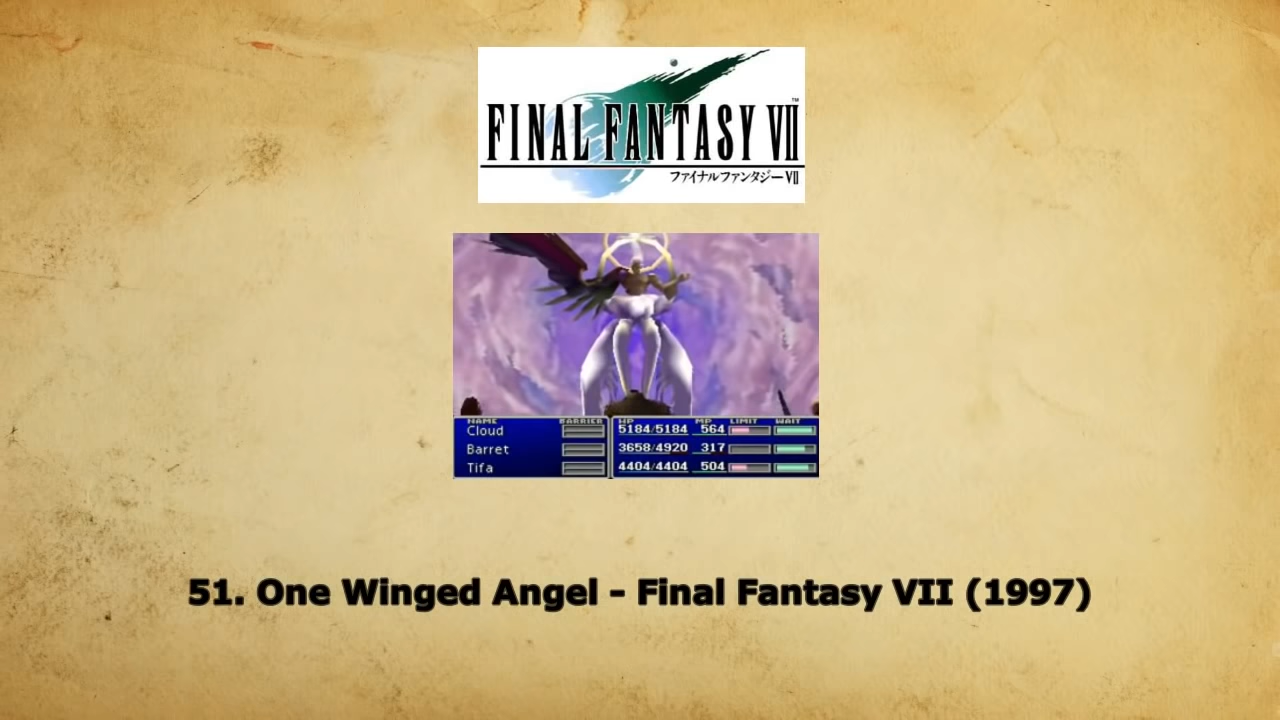 FINAL FANTASY VII™
ファイナルファンタジーVII
NAME BARRIER HP MP LIMIT WAIT
Cloud 5184/5184 564
Barret 3658/4920 317
Tifa 4404/4404 504
51. One Winged Angel - Final Fantasy VII (1997)